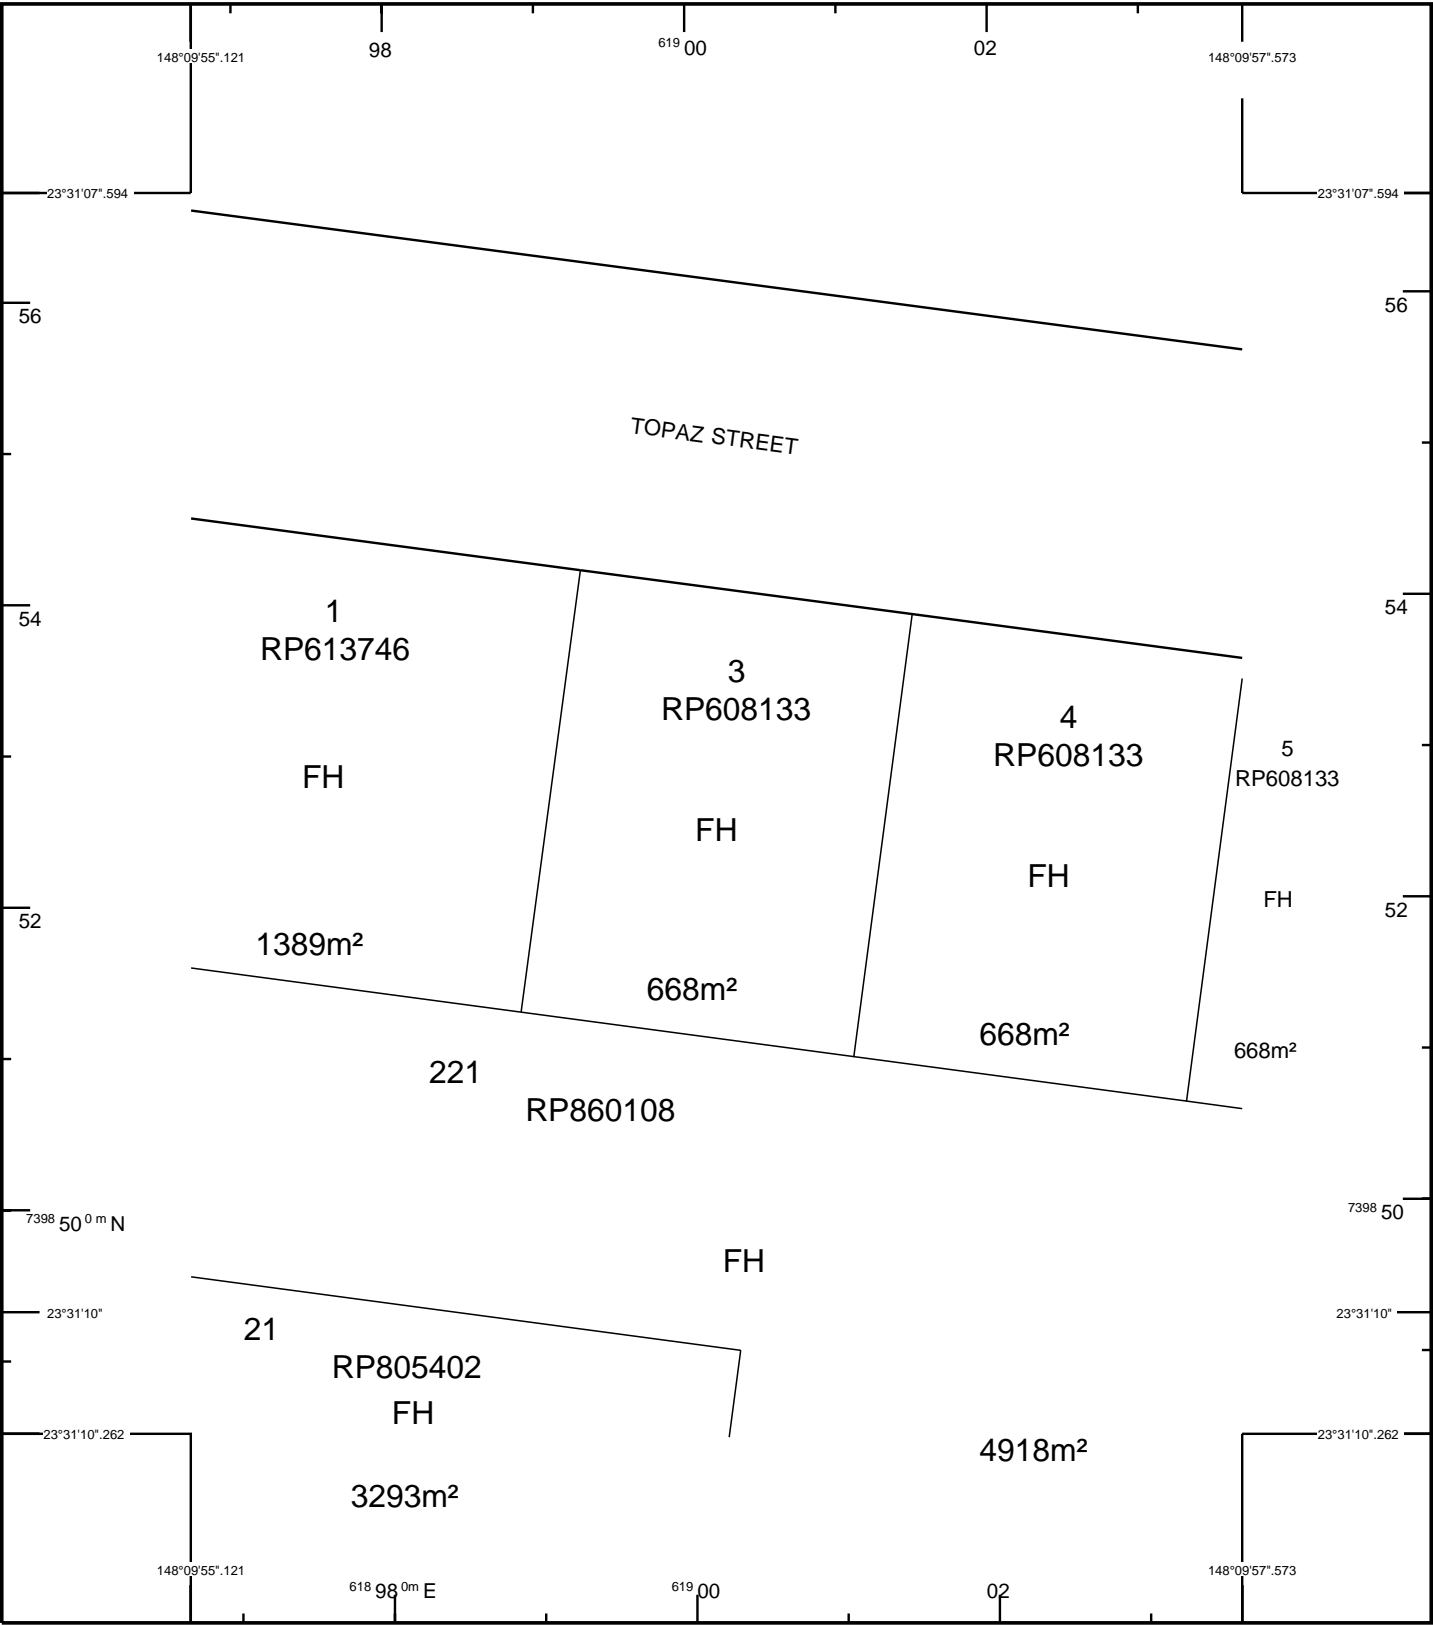 98
619 00
02
148°09'55".121
148°09'57".573
23°31'07".594
23°31'07".594
56
56
TOPAZ STREET
54
54
1
RP613746
3
RP608133
4
RP608133
5
RP608133
FH
FH
FH
FH
52
52
1389m²
668m²
668m²
668m²
221
RP860108
7398 50 0 m N
7398 50
FH
23°31'10"
23°31'10"
21
RP805402
FH
23°31'10".262
23°31'10".262
4918m²
3293m²
148°09'55".121
148°09'57".573
618 98 0m E
619 00
02